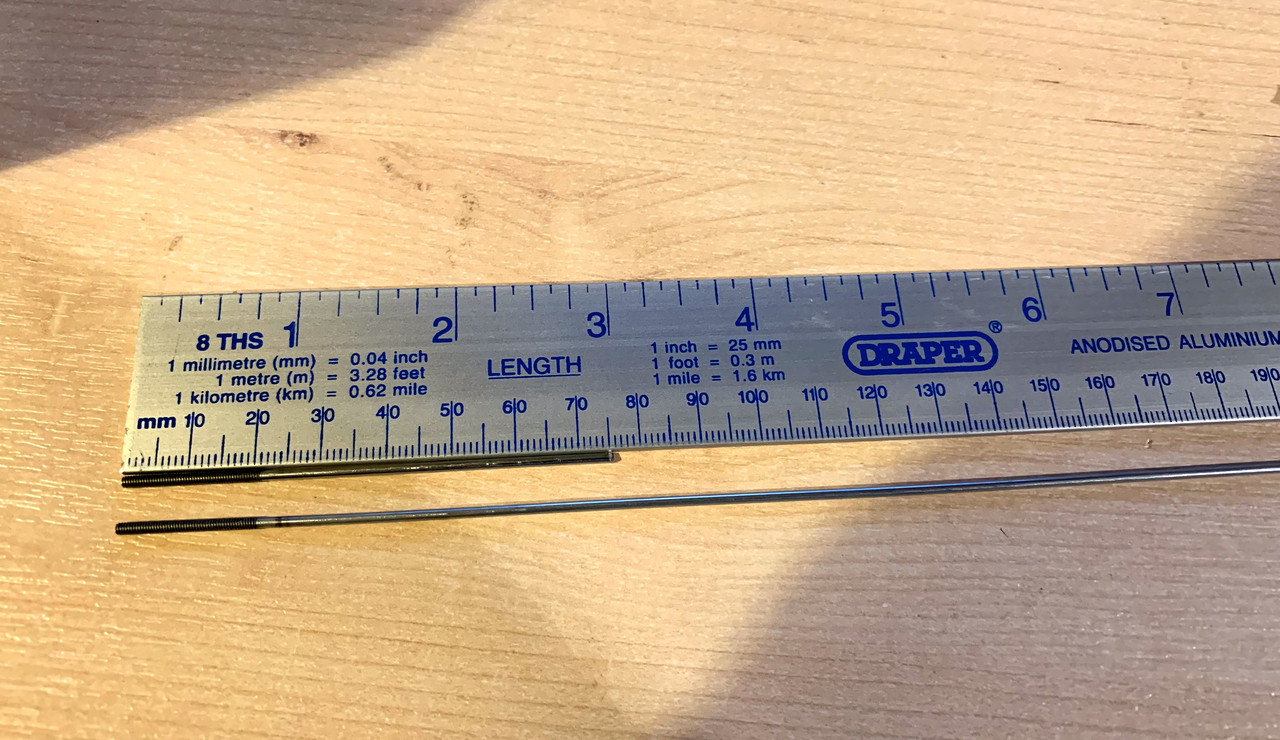 1 2 3 4 5 6 7
8 THS
1 millimetre (mm) = 0.04 inch
1 metre (m) = 3.28 feet
1 kilometre (km) = 0.62 mile
LENGTH
1 inch = 25 mm
1 foot = 0.3 m
1 mile = 1.6 km
DRAPER®
ANODISED ALUMINIUM
mm 10 20 30 40 50 60 70 80 90 100 110 120 130 140 150 160 170 180 190